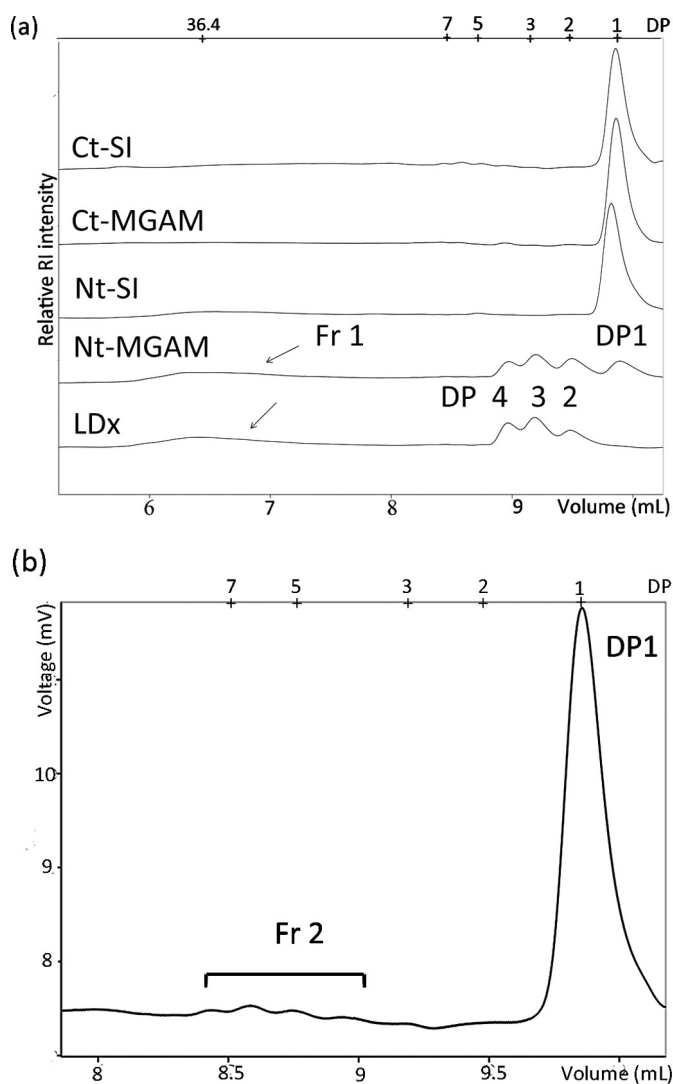 (a)
36.4 7 5 3 2 1 DP
Relative RI intensity
Ct-SI
Ct-MGAM
Nt-SI
Nt-MGAM Fr 1 DP1
DP 4 3 2
LDx
6 7 8 9 Volume (mL)
(b)
7 5 3 2 1 DP
Voltage (mV)
DP1
10
9
Fr 2
8
8 8.5 9 9.5 Volume (mL)